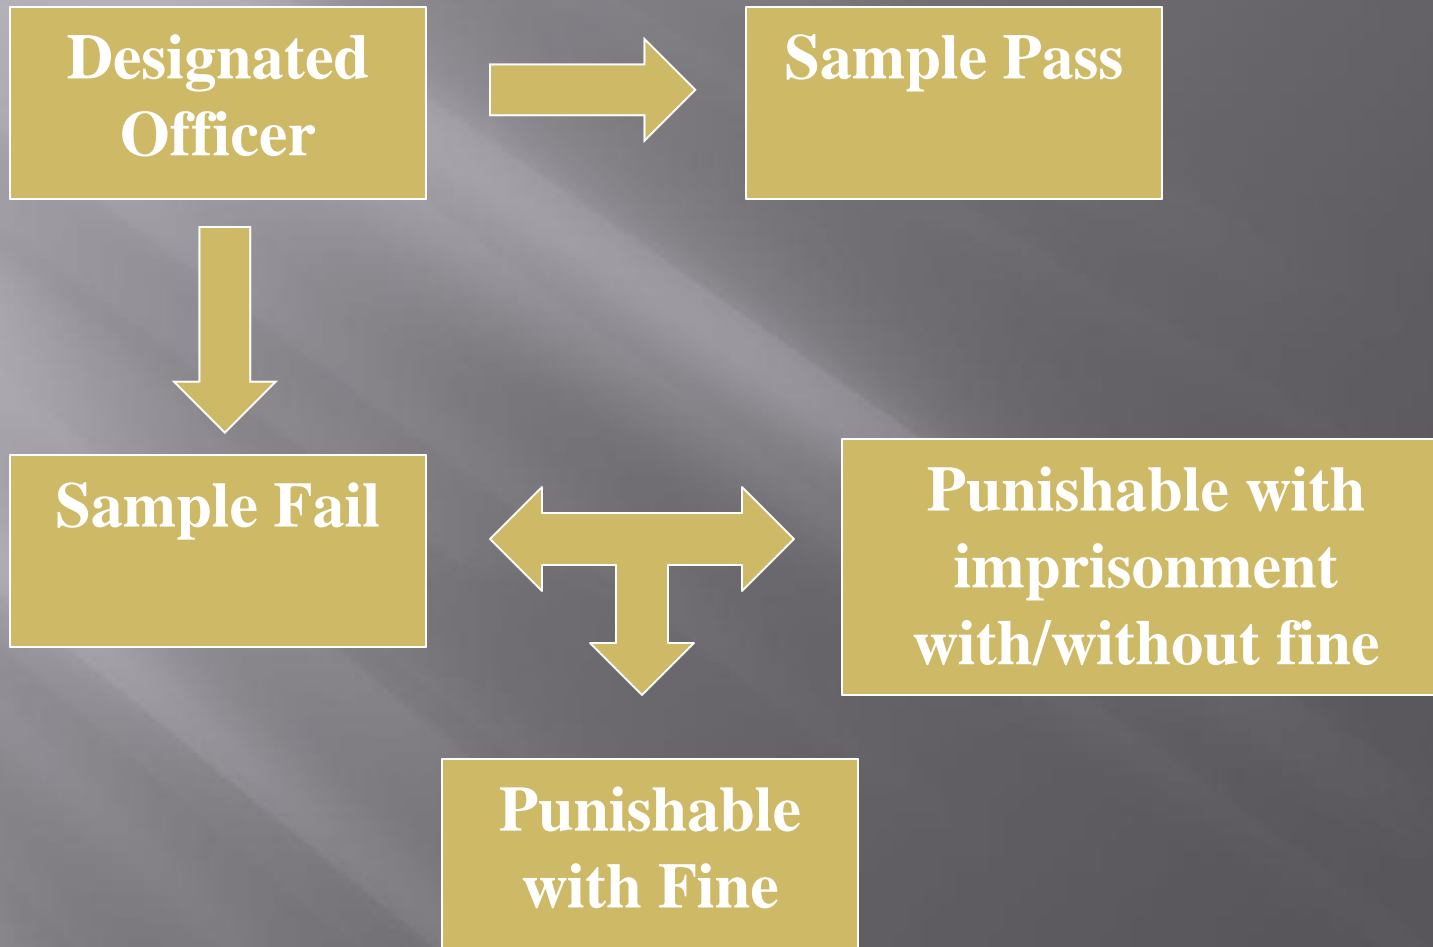 Designated
Officer
Sample Pass
Sample Fail
Punishable with
imprisonment
with/without fine
Punishable
with Fine